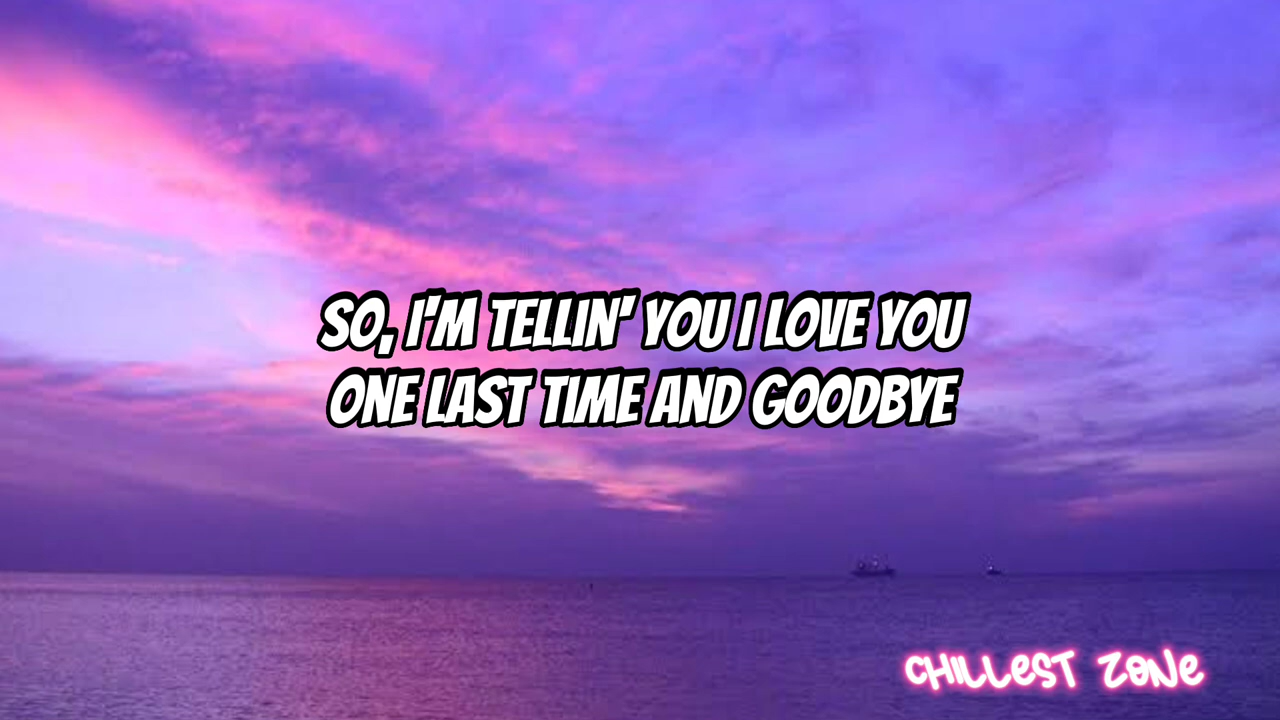 SO, I'M TELLIN' YOU I LOVE YOU
ONE LAST TIME AND GOODBYE
CHILLEST ZONE